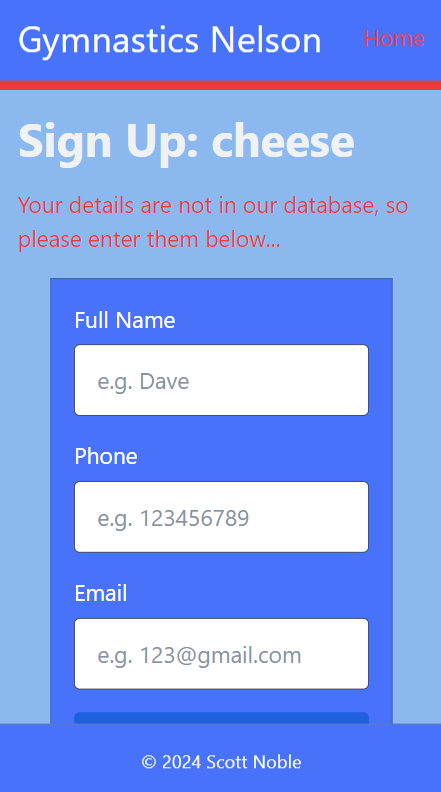 Gymnastics Nelson
Home
Sign Up: cheese
Your details are not in our database, so
please enter them below...
Full Name
e.g. Dave
Phone
e.g. 123456789
Email
e.g. 123@gmail.com
© 2024 Scott Noble